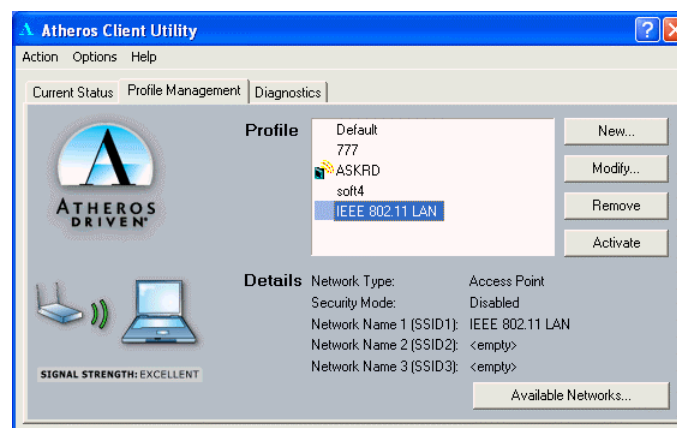 Atheros Client Utility
Action Options Help
Current Status Profile Management Diagnostics
Profile
Default
777
ASKRD
soft4
IEEE 802.11 LAN
New...
Modify...
Remove
Activate
ATHEROS
DRIVEN
SIGNAL STRENGTH: EXCELLENT
Details
Network Type: Access Point
Security Mode: Disabled
Network Name 1 (SSID1): IEEE 802.11 LAN
Network Name 2 (SSID2): <empty>
Network Name 3 (SSID3): <empty>
Available Networks...